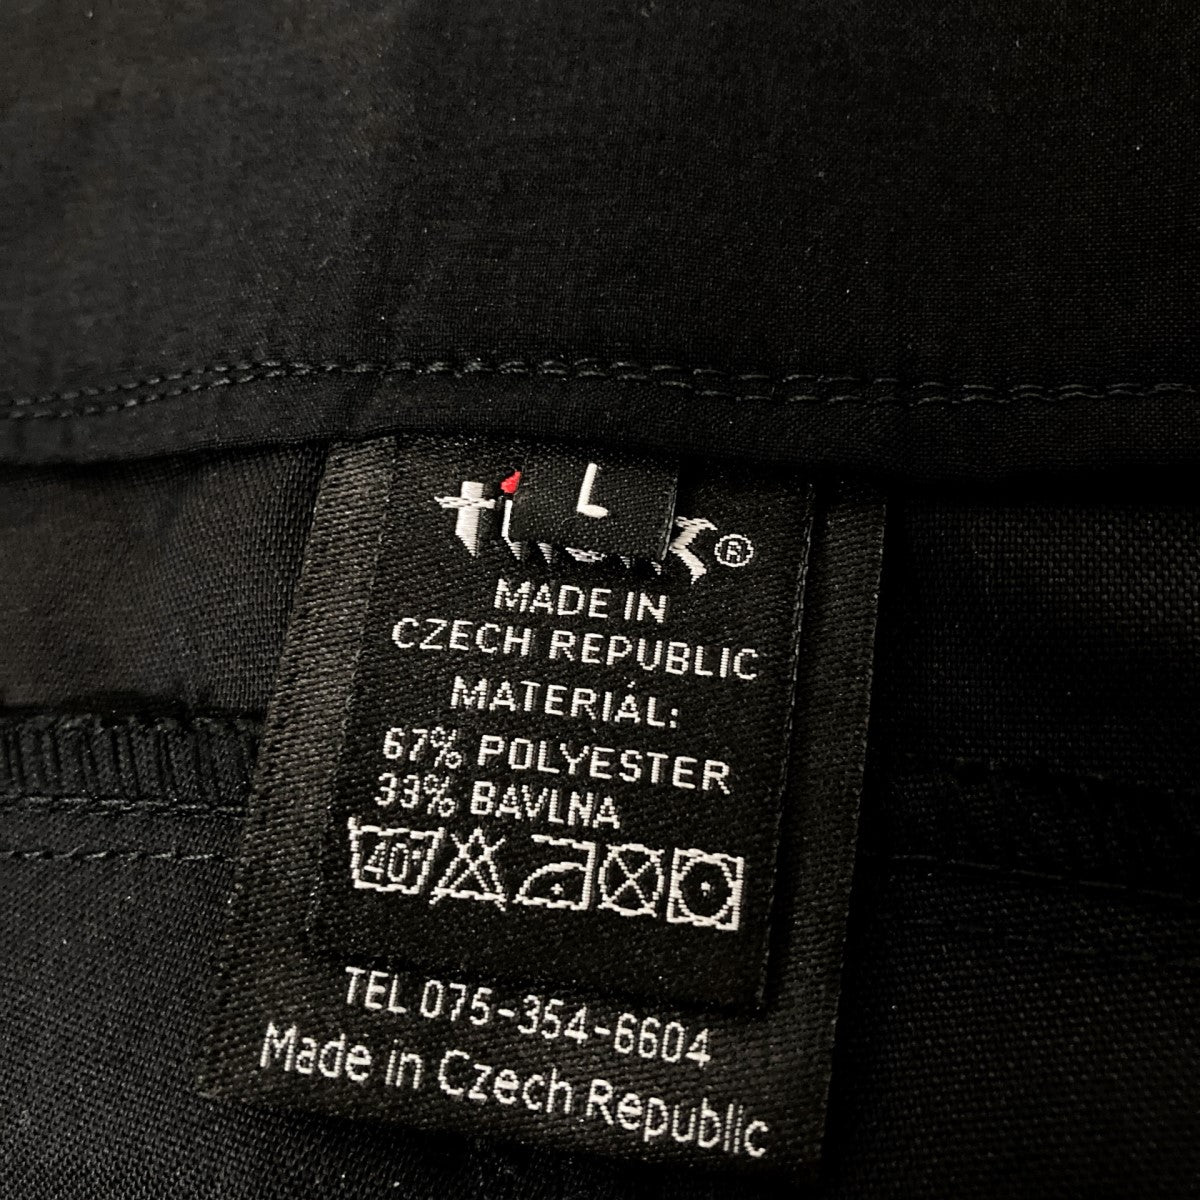 L
®
MADE IN
CZECH REPUBLIC
MATERIÁL:
67% POLYESTER
33% BAVLNA
40°
TEL 075-354-6604
Made in Czech Republic